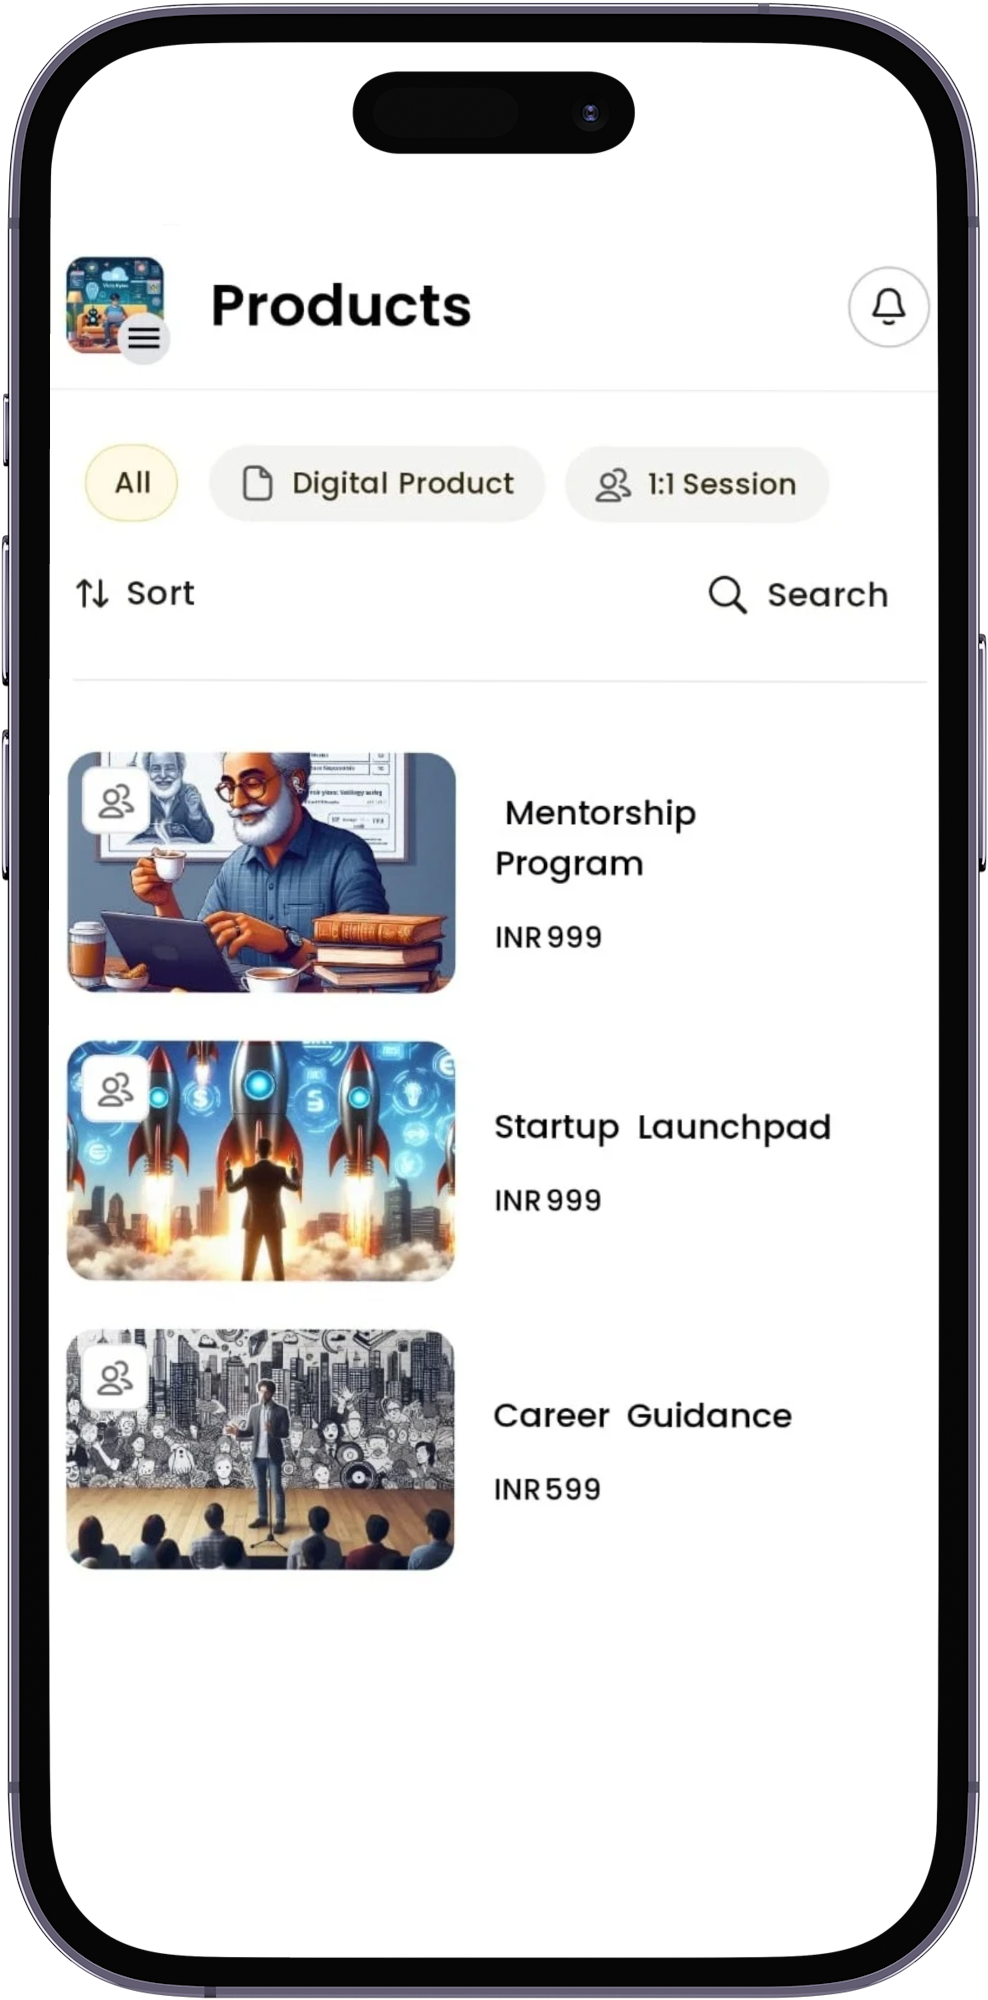 Products
All
Digital Product
1:1 Session
Sort
Search
Mentorship
Program
INR 999
Startup Launchpad
INR 999
Career Guidance
INR 599